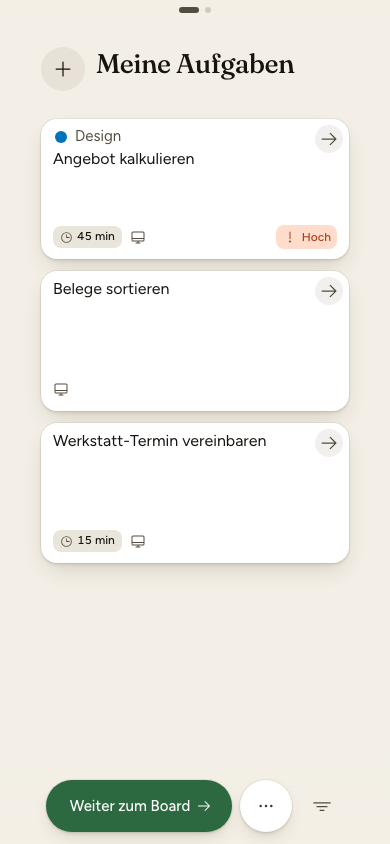 Meine Aufgaben
Design
Angebot kalkulieren
45 min
Hoch
Belege sortieren
Werkstatt-Termin vereinbaren
15 min
Weiter zum Board